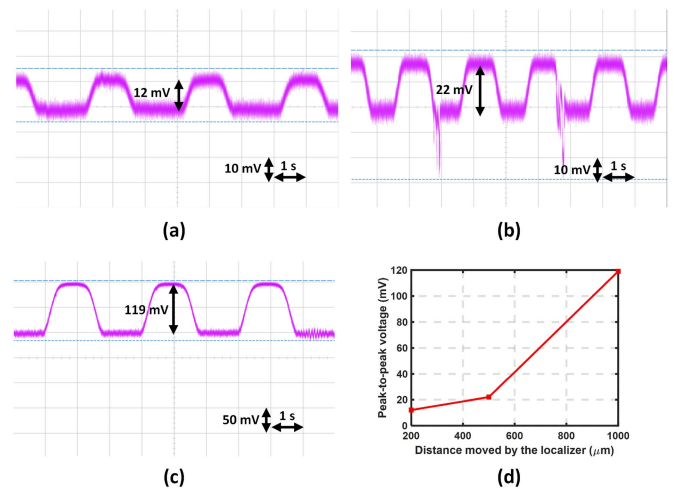 12 mV
10 mV
1 s
(a)
22 mV
10 mV
1 s
(b)
119 mV
50 mV
1 s
(c)
Peak-to-peak voltage (mV)
120
100
80
60
40
20
0
200
400
600
800
1000
Distance moved by the localizer (μm)
(d)